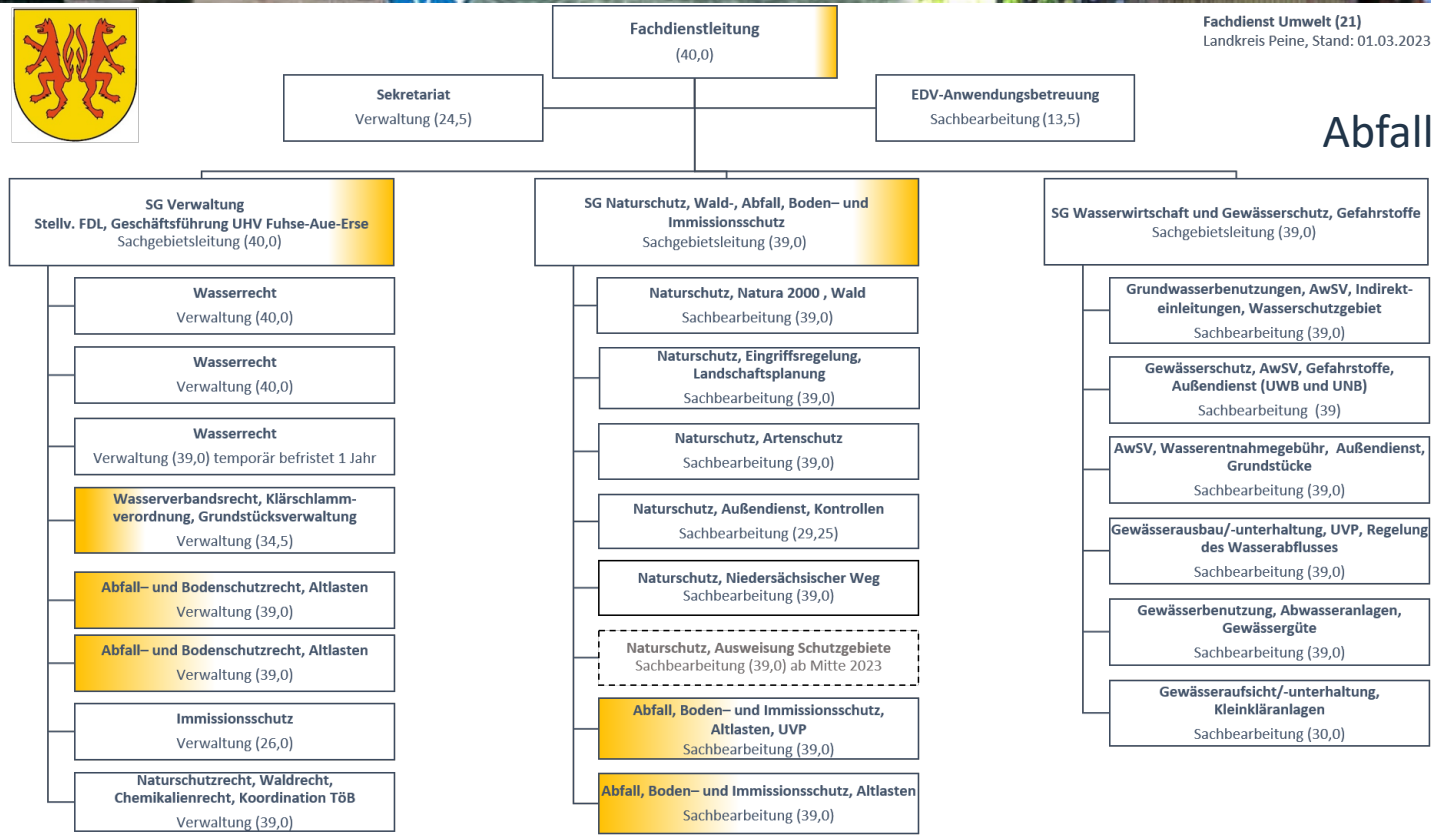 Fachdienstleitung
(40,0)
Fachdienst Umwelt (21)
Landkreis Peine, Stand: 01.03.2023
Sekretariat
Verwaltung (24,5)
EDV-Anwendungsbetreuung
Sachbearbeitung (13,5)
Abfall
SG Verwaltung
Stellv. FDL, Geschäftsführung UHV Fuhse-Aue-Erse
Sachgebietsleitung (40,0)
Wasserrecht
Verwaltung (40,0)
Wasserrecht
Verwaltung (40,0)
Wasserrecht
Verwaltung (39,0) temporär befristet 1 Jahr
Wasserverbandsrecht, Klärschlamm-
verordnung, Grundstücksverwaltung
Verwaltung (34,5)
Abfall– und Bodenschutzrecht, Altlasten
Verwaltung (39,0)
Abfall– und Bodenschutzrecht, Altlasten
Verwaltung (39,0)
Immissionsschutz
Verwaltung (26,0)
Naturschutzrecht, Waldrecht,
Chemikalienrecht, Koordination TöB
Verwaltung (39,0)
SG Naturschutz, Wald-, Abfall, Boden– und
Immissionsschutz
Sachgebietsleitung (39,0)
Naturschutz, Natura 2000 , Wald
Sachbearbeitung (39,0)
Naturschutz, Eingriffsregelung,
Landschaftsplanung
Sachbearbeitung (39,0)
Naturschutz, Artenschutz
Sachbearbeitung (39,0)
Naturschutz, Außendienst, Kontrollen
Sachbearbeitung (29,25)
Naturschutz, Niedersächsischer Weg
Sachbearbeitung (39,0)
Naturschutz, Ausweisung Schutzgebiete
Sachbearbeitung (39,0) ab Mitte 2023
Abfall, Boden– und Immissionsschutz,
Altlasten, UVP
Sachbearbeitung (39,0)
Abfall, Boden– und Immissionsschutz, Altlasten
Sachbearbeitung (39,0)
SG Wasserwirtschaft und Gewässerschutz, Gefahrstoffe
Sachgebietsleitung (39,0)
Grundwasserbenutzungen, AwSV, Indirekt-
einleitungen, Wasserschutzgebiet
Sachbearbeitung (39,0)
Gewässerschutz, AwSV, Gefahrstoffe,
Außendienst (UWB und UNB)
Sachbearbeitung (39)
AwSV, Wasserentnahmegebühr, Außendienst,
Grundstücke
Sachbearbeitung (39,0)
Gewässerausbau/-unterhaltung, UVP, Regelung
des Wasserabflusses
Sachbearbeitung (39,0)
Gewässerbenutzung, Abwasseranlagen,
Gewässergüte
Sachbearbeitung (39,0)
Gewässeraufsicht/-unterhaltung,
Kleinkläranlagen
Sachbearbeitung (30,0)